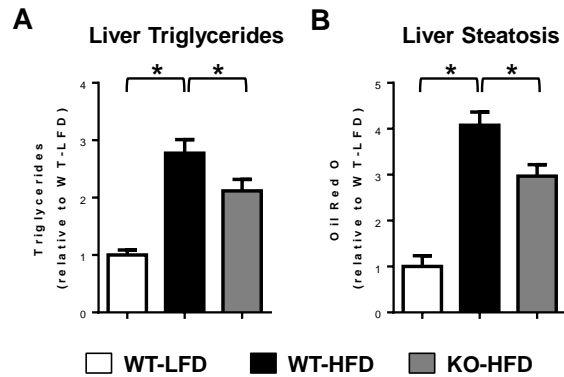 A
Liver Triglycerides
*
*
Triglycerides
(relative to WT-LFD)
4
3
2
1
0
B
Liver Steatosis
*
*
Oil Red O
(relative to WT-LFD)
5
4
3
2
1
0
WT-LFD
WT-HFD
KO-HFD